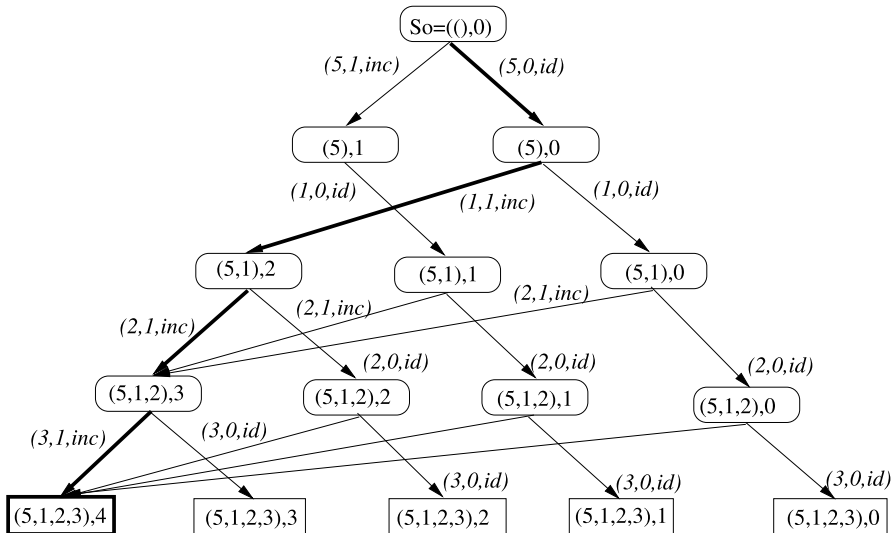 So=((),0)
(5,1,inc)
(5,0,id)
(5),1
(5),0
(1,0,id)
(1,1,inc)
(1,0,id)
(5,1),2
(5,1),1
(5,1),0
(2,1,inc)
(2,1,inc)
(2,1,inc)
(2,0,id)
(2,0,id)
(2,0,id)
(5,1,2),3
(5,1,2),2
(5,1,2),1
(5,1,2),0
(3,1,inc)
(3,0,id)
(3,0,id)
(3,0,id)
(3,0,id)
(5,1,2,3),4
(5,1,2,3),3
(5,1,2,3),2
(5,1,2,3),1
(5,1,2,3),0